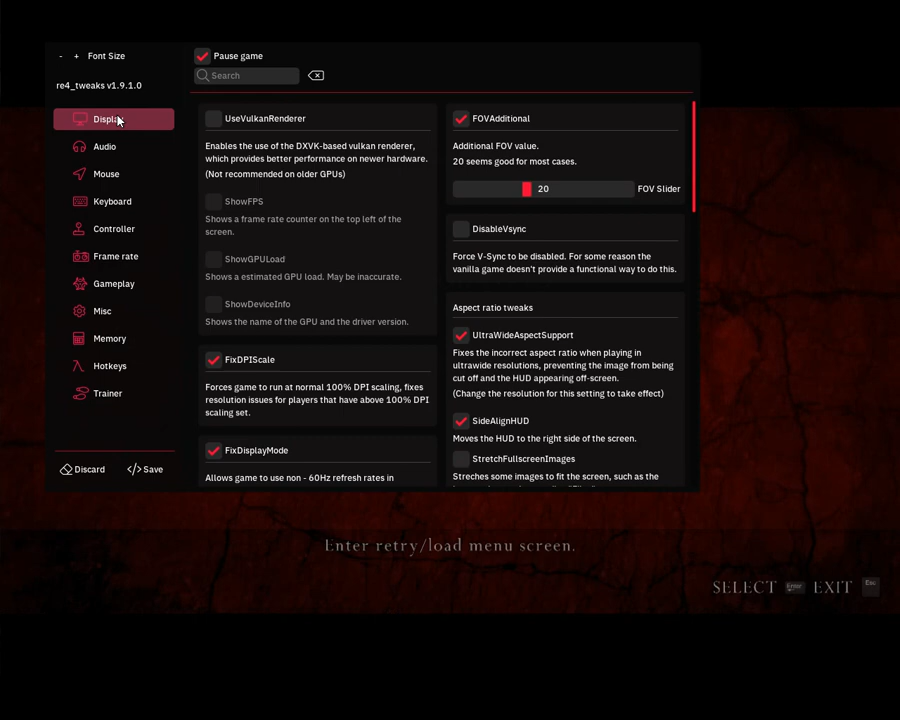 - + Font Size
re4_tweaks v1.9.1.0
Display
Audio
Mouse
Keyboard
Controller
Frame rate
Gameplay
Misc
Memory
Hotkeys
Trainer
Discard
Save
Pause game
Search
UseVulkanRenderer
Enables the use of the DXVK-based vulkan renderer,
which provides better performance on newer hardware.
(Not recommended on older GPUs)
ShowFPS
Shows a frame rate counter on the top left of the
screen.
ShowGPULoad
Shows a estimated GPU load. May be inaccurate.
ShowDeviceInfo
Shows the name of the GPU and the driver version.
FixDPIScale
Forces game to run at normal 100% DPI scaling, fixes
resolution issues for players that have above 100% DPI
scaling set.
FixDisplayMode
Allows game to use non - 60Hz refresh rates in
FOVAdditional
Additional FOV value.
20 seems good for most cases.
20 FOV Slider
DisableVsync
Force V-Sync to be disabled. For some reason the
vanilla game doesn't provide a functional way to do this.
Aspect ratio tweaks
UltraWideAspectSupport
Fixes the incorrect aspect ratio when playing in
ultrawide resolutions, preventing the image from being
cut off and the HUD appearing off-screen.
(Change the resolution for this setting to take effect)
SideAlignHUD
Moves the HUD to the right side of the screen.
StretchFullscreenImages
Streches some images to fit the screen, such as the
Enter retry/load menu screen.
SELECT Enter EXIT Esc